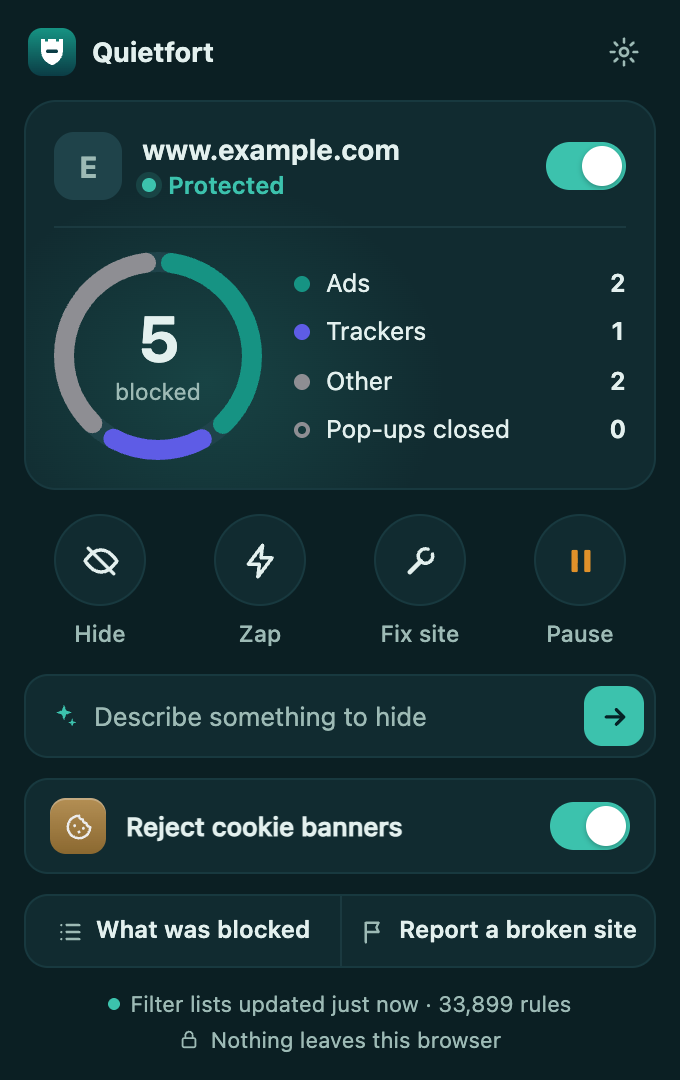 Quietfort
E
www.example.com
Protected
5
blocked
Ads 2
Trackers 1
Other 2
Pop-ups closed 0
Hide Zap Fix site Pause
Describe something to hide
Reject cookie banners
What was blocked Report a broken site
Filter lists updated just now · 33,899 rules
Nothing leaves this browser